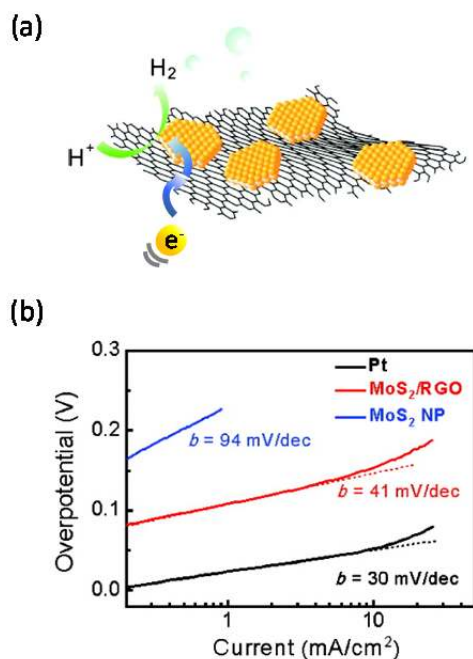 (a)
H₂
H⁺
e⁻
(b)
Pt
MoS₂/RGO
MoS₂ NP
b = 94 mV/dec
b = 41 mV/dec
b = 30 mV/dec
0.3
0.2
0.1
0.0
Overpotential (V)
1
10
Current (mA/cm²)